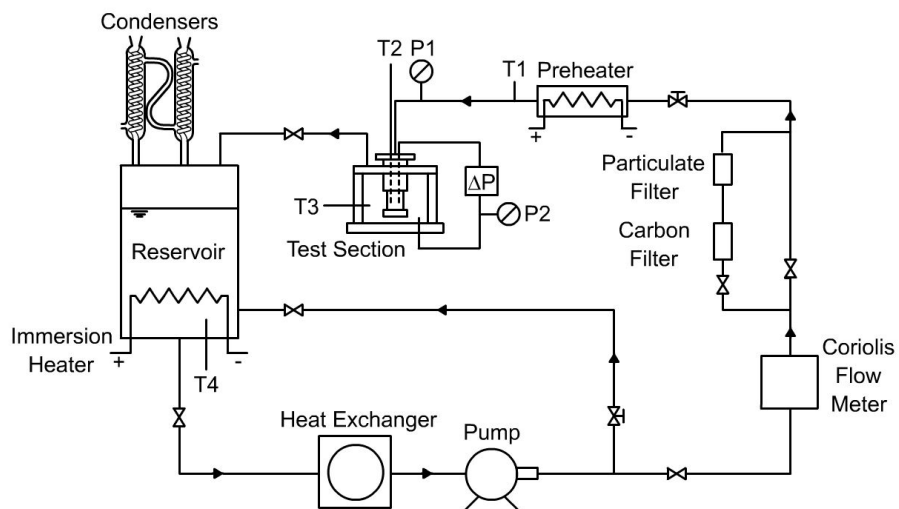 Condensers
T2 P1
T1 Preheater
+ -
Particulate
Filter
ΔP
T3
P2
Test Section
Carbon
Filter
Reservoir
Immersion
Heater
+ -
T4
Coriolis
Flow
Meter
Heat Exchanger
Pump